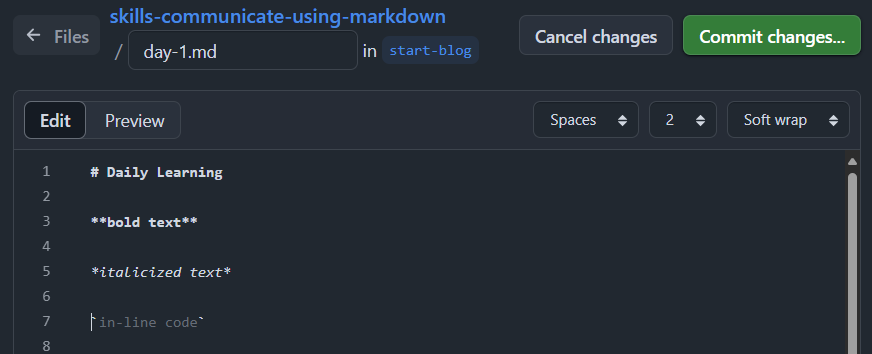 skills-communicate-using-markdown
← Files / day-1.md in start-blog Cancel changes Commit changes...
Edit Preview Spaces 2 Soft wrap
1 # Daily Learning
2
3 **bold text**
4
5 *italicized text*
6
7 `in-line code`
8